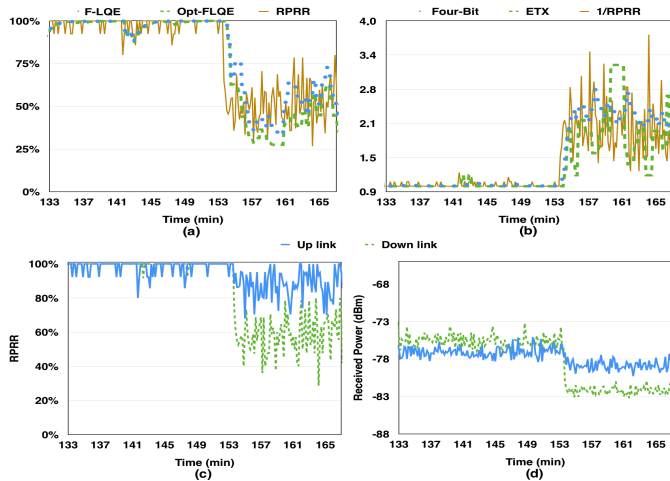 F-LQE Opt-FLQE RPRR
100%
75%
50%
25%
0%
133 137 141 145 149 153 157 161 165
Time (min)
(a)
Four-Bit ETX 1/RPRR
4,0
3,4
2,8
2,1
1,5
0,9
133 137 141 145 149 153 157 161 165
Time (min)
(b)
Up link Down link
RPRR
100%
80%
60%
40%
20%
0%
133 137 141 145 149 153 157 161 165
Time (min)
(c)
Received Power (dBm)
-68
-73
-78
-83
-88
133 137 141 145 149 153 157 161 165
Time (min)
(d)